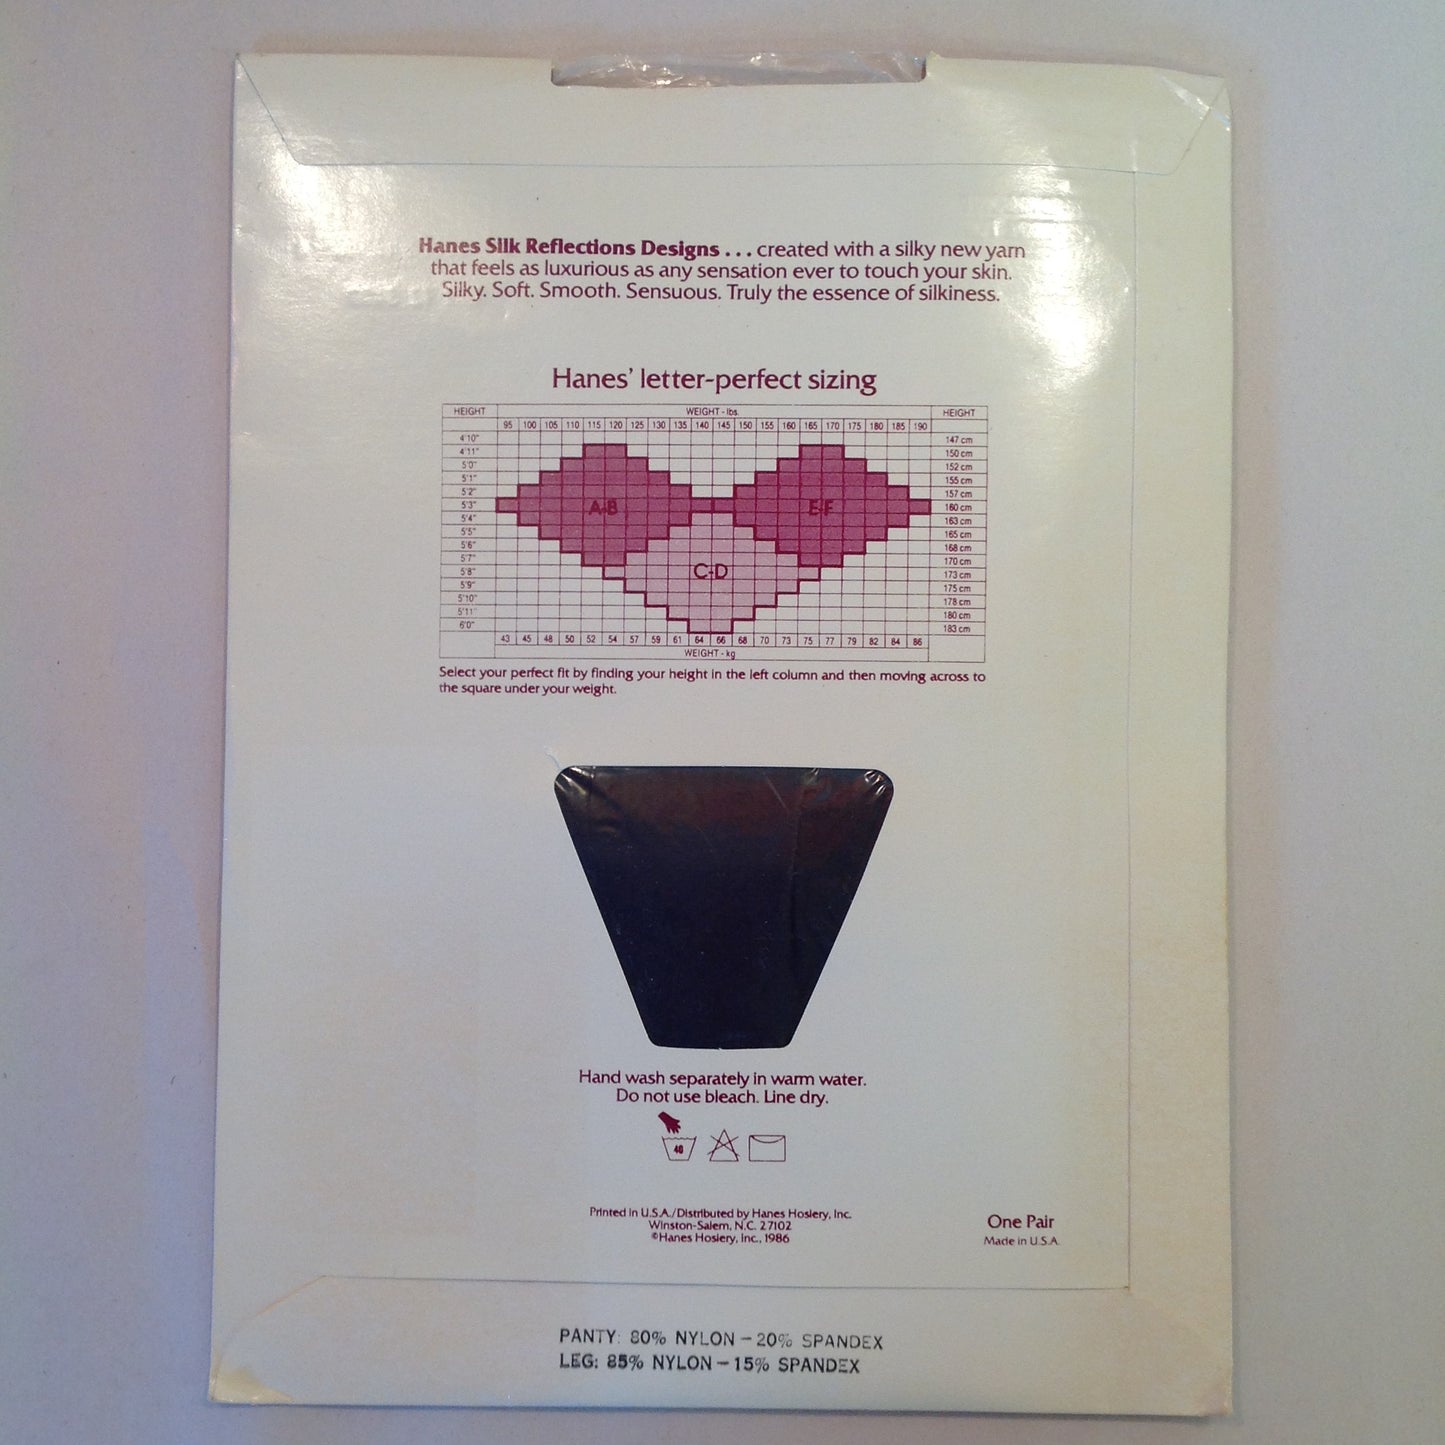 Hanes Silk Reflections Designs . . . created with a silky new yarn
that feels as luxurious as any sensation ever to touch your skin.
Silky. Soft. Smooth. Sensuous. Truly the essence of silkiness.
Hanes' letter-perfect sizing
HEIGHT WEIGHT - lbs. HEIGHT
95 100 105 110 115 120 125 130 135 140 145 150 155 160 165 170 175 180 185 190
4'10" 147 cm
4'11" 150 cm
5'0" 152 cm
5'1" 155 cm
5'2" 157 cm
5'3" A-B E-F 160 cm
5'4" 163 cm
5'5" 165 cm
5'6" 168 cm
5'7" 170 cm
5'8" C-D 173 cm
5'9" 175 cm
5'10" 178 cm
5'11" 180 cm
6'0" 183 cm
43 45 48 50 52 54 57 59 61 64 66 68 70 73 75 77 79 82 84 86
WEIGHT - kg
Select your perfect fit by finding your height in the left column and then moving across to
the square under your weight.
Hand wash separately in warm water.
Do not use bleach. Line dry.
40
Printed in U.S.A./Distributed by Hanes Hosiery, Inc.
Winston-Salem, N.C. 27102
©Hanes Hosiery, Inc., 1986
One Pair
Made in U.S.A.
PANTY: 80% NYLON - 20% SPANDEX
LEG: 85% NYLON - 15% SPANDEX